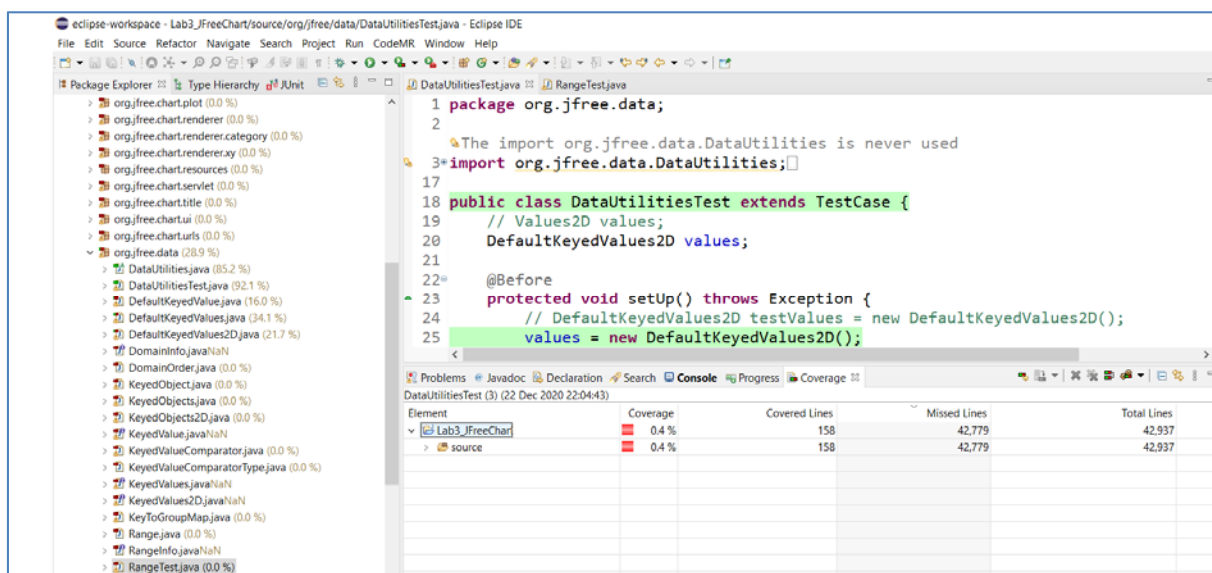 eclipse-workspace - Lab3_JFreeChart/source/org/jfree/data/DataUtilitiesTest.java - Eclipse IDE
File Edit Source Refactor Navigate Search Project Run CodeMR Window Help
Package Explorer Type Hierarchy JUnit
org.jfree.chart.plot (0.0 %)
org.jfree.chart.renderer (0.0 %)
org.jfree.chart.renderer.category (0.0 %)
org.jfree.chart.renderer.xy (0.0 %)
org.jfree.chart.resources (0.0 %)
org.jfree.chart.servlet (0.0 %)
org.jfree.chart.title (0.0 %)
org.jfree.chart.ui (0.0 %)
org.jfree.chart.urls (0.0 %)
org.jfree.data (28.9 %)
DataUtilities.java (85.2 %)
DataUtilitiesTest.java (92.1 %)
DefaultKeyedValue.java (16.0 %)
DefaultKeyedValues.java (34.1 %)
DefaultKeyedValues2D.java (21.7 %)
DomainInfo.javaNaN
DomainOrder.java (0.0 %)
KeyedObject.java (0.0 %)
KeyedObjects.java (0.0 %)
KeyedObjects2D.java (0.0 %)
KeyedValue.javaNaN
KeyedValueComparator.java (0.0 %)
KeyedValueComparatorType.java (0.0 %)
KeyedValues.javaNaN
KeyedValues2D.javaNaN
KeyToGroupMap.java (0.0 %)
Range.java (0.0 %)
RangeInfo.javaNaN
RangeTest.java (0.0 %)
DataUtilitiesTest.java RangeTest.java
1 package org.jfree.data;
2
The import org.jfree.data.DataUtilities is never used
3 import org.jfree.data.DataUtilities;
17
18 public class DataUtilitiesTest extends TestCase {
19 // Values2D values;
20 DefaultKeyedValues2D values;
21
22 @Before
23 protected void setUp() throws Exception {
24 // DefaultKeyedValues2D testValues = new DefaultKeyedValues2D();
25 values = new DefaultKeyedValues2D();
Problems Javadoc Declaration Search Console Progress Coverage
DataUtilitiesTest (3) (22 Dec 2020 22:04:43)
Element Coverage Covered Lines Missed Lines Total Lines
Lab3_JFreeChart 0.4 % 158 42,779 42,937
source 0.4 % 158 42,779 42,937